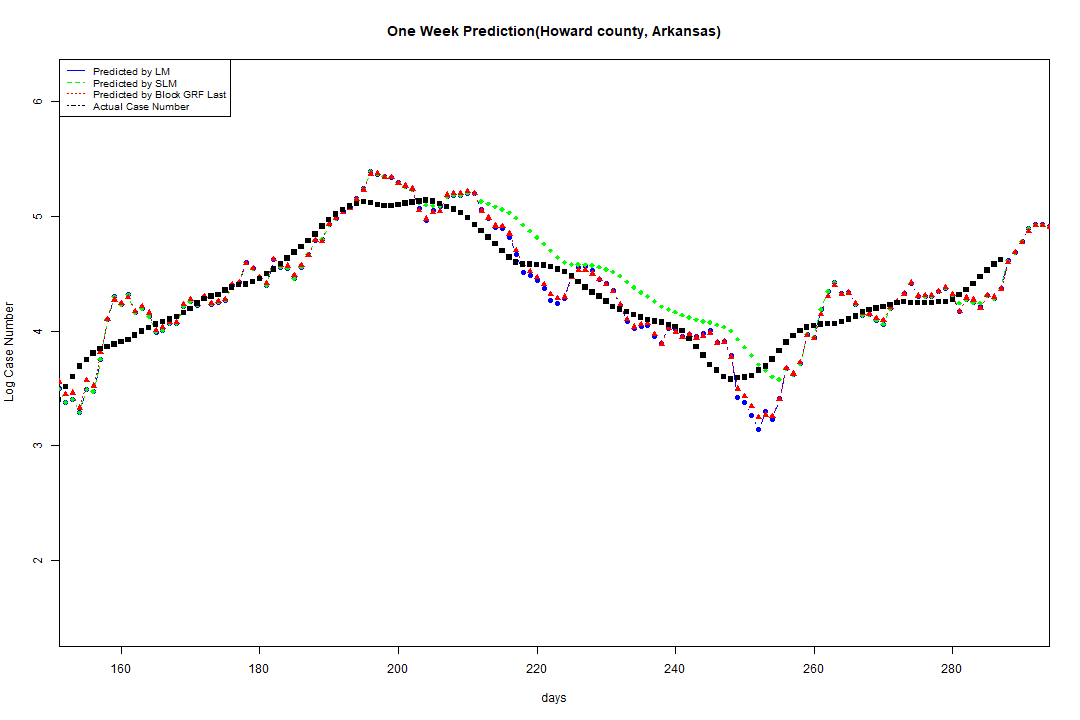 One Week Prediction(Howard county, Arkansas)
Predicted by LM
Predicted by SLM
Predicted by Block GRF Last
Actual Case Number
6
5
4
3
2
Log Case Number
160 180 200 220 240 260 280
days